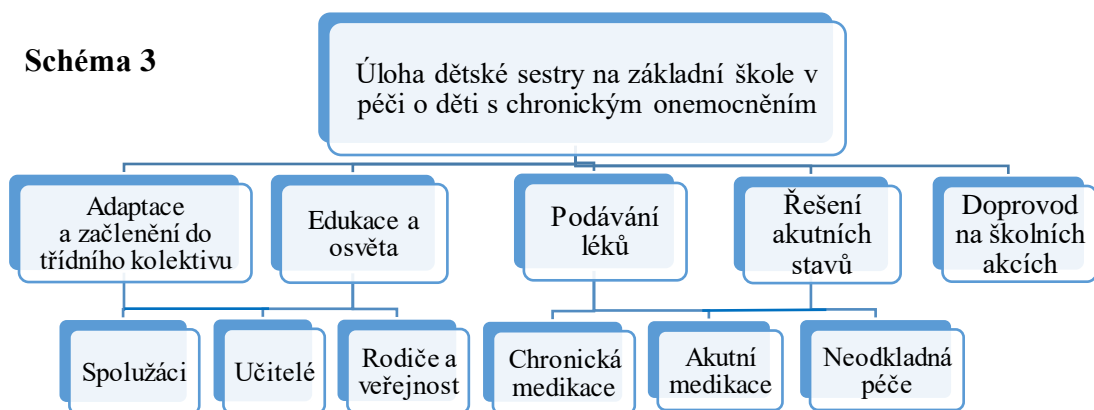 Schéma 3
Úloha dětské sestry na základní škole v
péči o děti s chronickým onemocněním
Adaptace
a začlenění do
třídního kolektivu
Edukace a
osvěta
Podávání
léků
Řešení
akutních
stavů
Doprovod
na školních
akcích
Spolužáci
Učitelé
Rodiče a
veřejnost
Chronická
medikace
Akutní
medikace
Neodkladná
péče